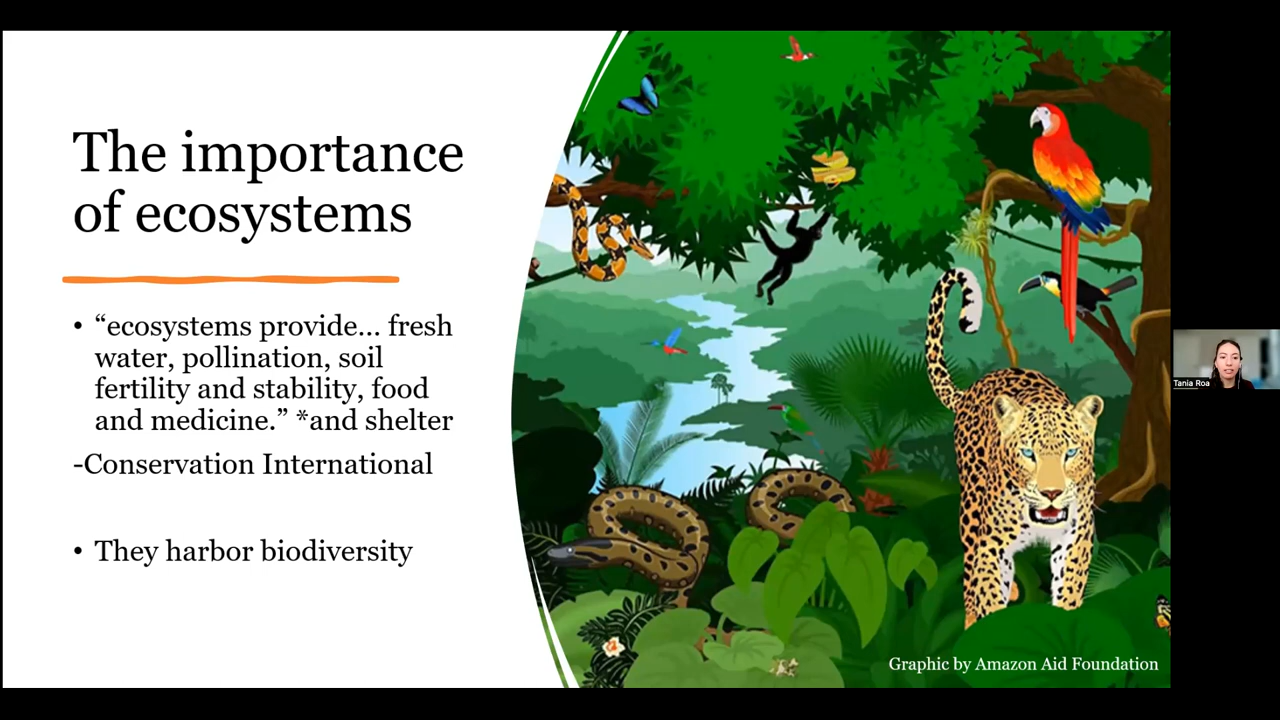 The importance
of ecosystems
• “ecosystems provide... fresh
water, pollination, soil
fertility and stability, food
and medicine.” *and shelter
-Conservation International
• They harbor biodiversity
Graphic by Amazon Aid Foundation
Tania Roa